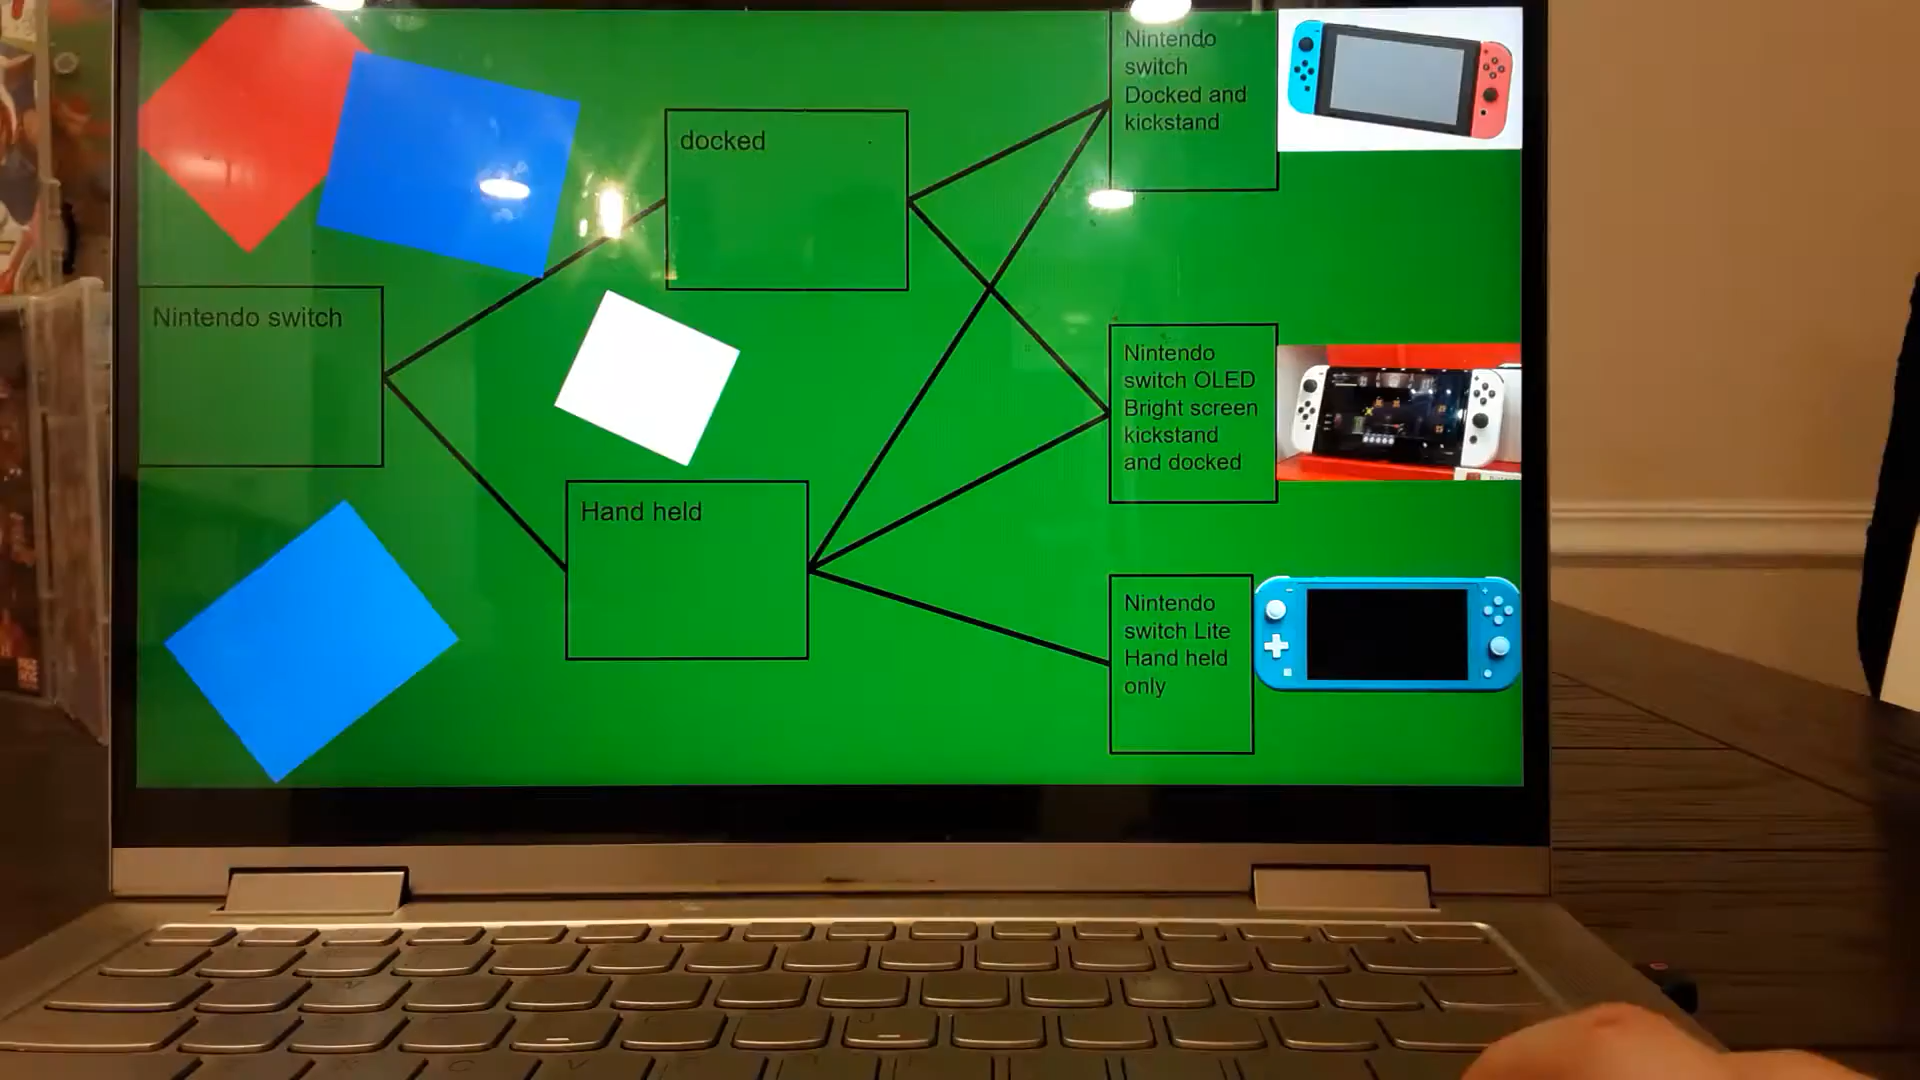 Nintendo switch
docked
Hand held
Nintendo
switch
Docked and
kickstand
Nintendo
switch OLED
Bright screen
kickstand
and docked
Nintendo
switch Lite
Hand held
only